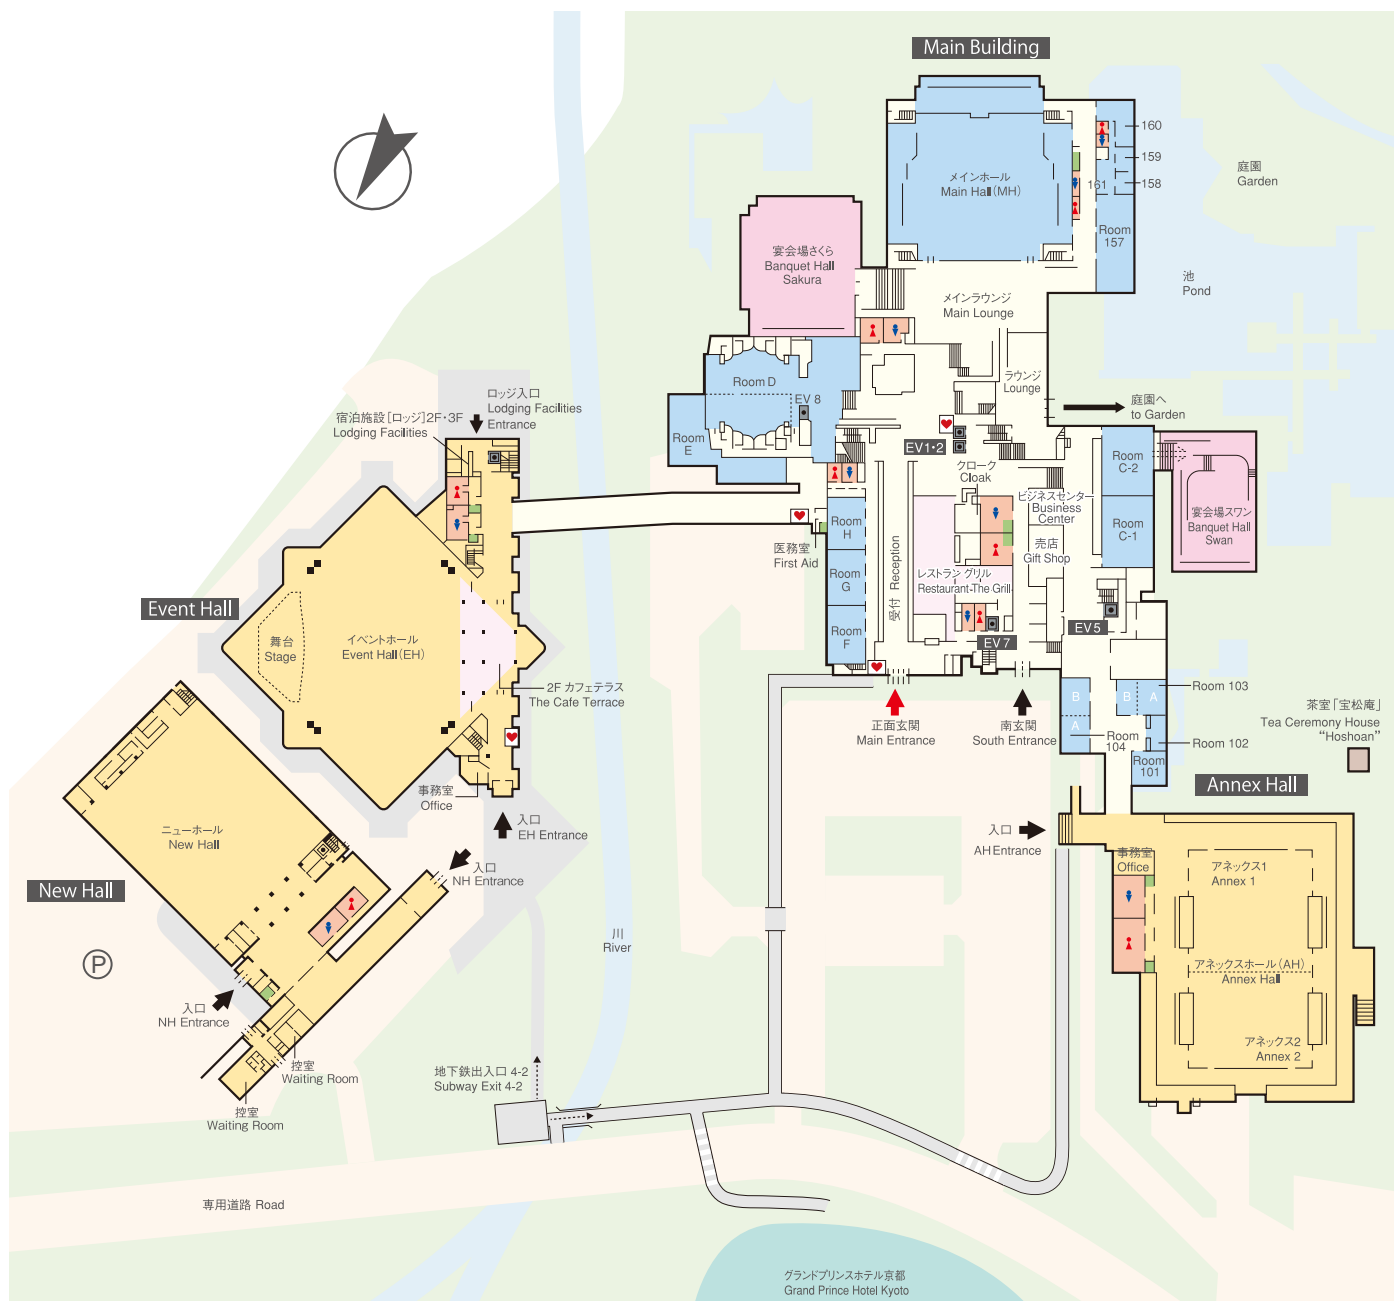 Main Building
160
159
158
161
Room
157
メインホール
Main Hall(MH)
庭園
Garden
池
Pond
宴会場さくら
Banquet Hall
Sakura
メインラウンジ
Main Lounge
ラウンジ
Lounge
庭園へ
to Garden
Room D
EV 8
Room
E
EV1・2
クローク
Cloak
ロッジ入口
Lodging Facilities
Entrance
宿泊施設[ロッジ]2F・3F
Lodging Facilities
Room
C-2
Room
C-1
ビジネスセンター
Business
Center
宴会場スワン
Banquet Hall
Swan
売店
Gift Shop
医務室
First Aid
Room
H
Room
G
Room
F
受付 Reception
レストラン グリル
Restaurant-The Grill
EV 7
EV 5
Event Hall
舞台
Stage
イベントホール
Event Hall(EH)
2F カフェテラス
The Cafe Terrace
正面玄関
Main Entrance
南玄関
South Entrance
B
A
Room
104
B
A
Room 103
Room 102
Room
101
茶室「宝松庵」
Tea Ceremony House
“Hoshoan”
Annex Hall
事務室
Office
入口
EH Entrance
入口
NH Entrance
ニューホール
New Hall
New Hall
P
入口
NH Entrance
控室
Waiting Room
控室
Waiting Room
川
River
入口
AH Entrance
事務室
Office
アネックス1
Annex 1
アネックスホール(AH)
Annex Hall
アネックス2
Annex 2
地下鉄出入口 4-2
Subway Exit 4-2
専用道路 Road
グランドプリンスホテル京都
Grand Prince Hotel Kyoto